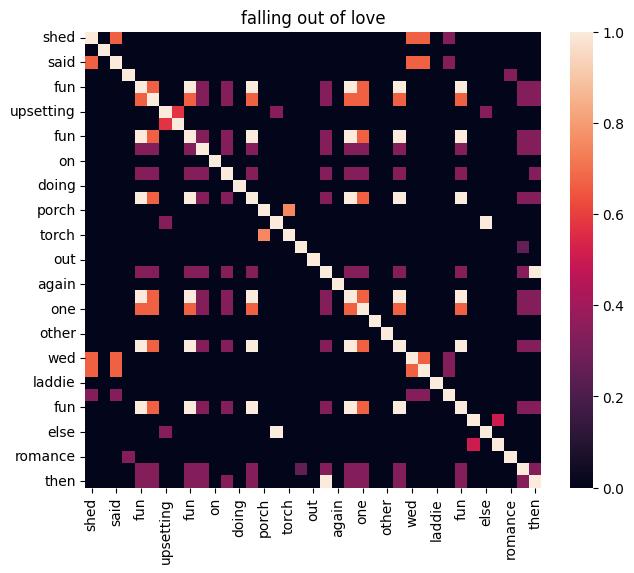 falling out of love
shed
said
fun
upsetting
fun
on
doing
porch
torch
out
again
one
other
wed
laddie
fun
else
romance
then
shed
said
fun
upsetting
fun
on
doing
porch
torch
out
again
one
other
wed
laddie
fun
else
romance
then
1.0
0.8
0.6
0.4
0.2
0.0